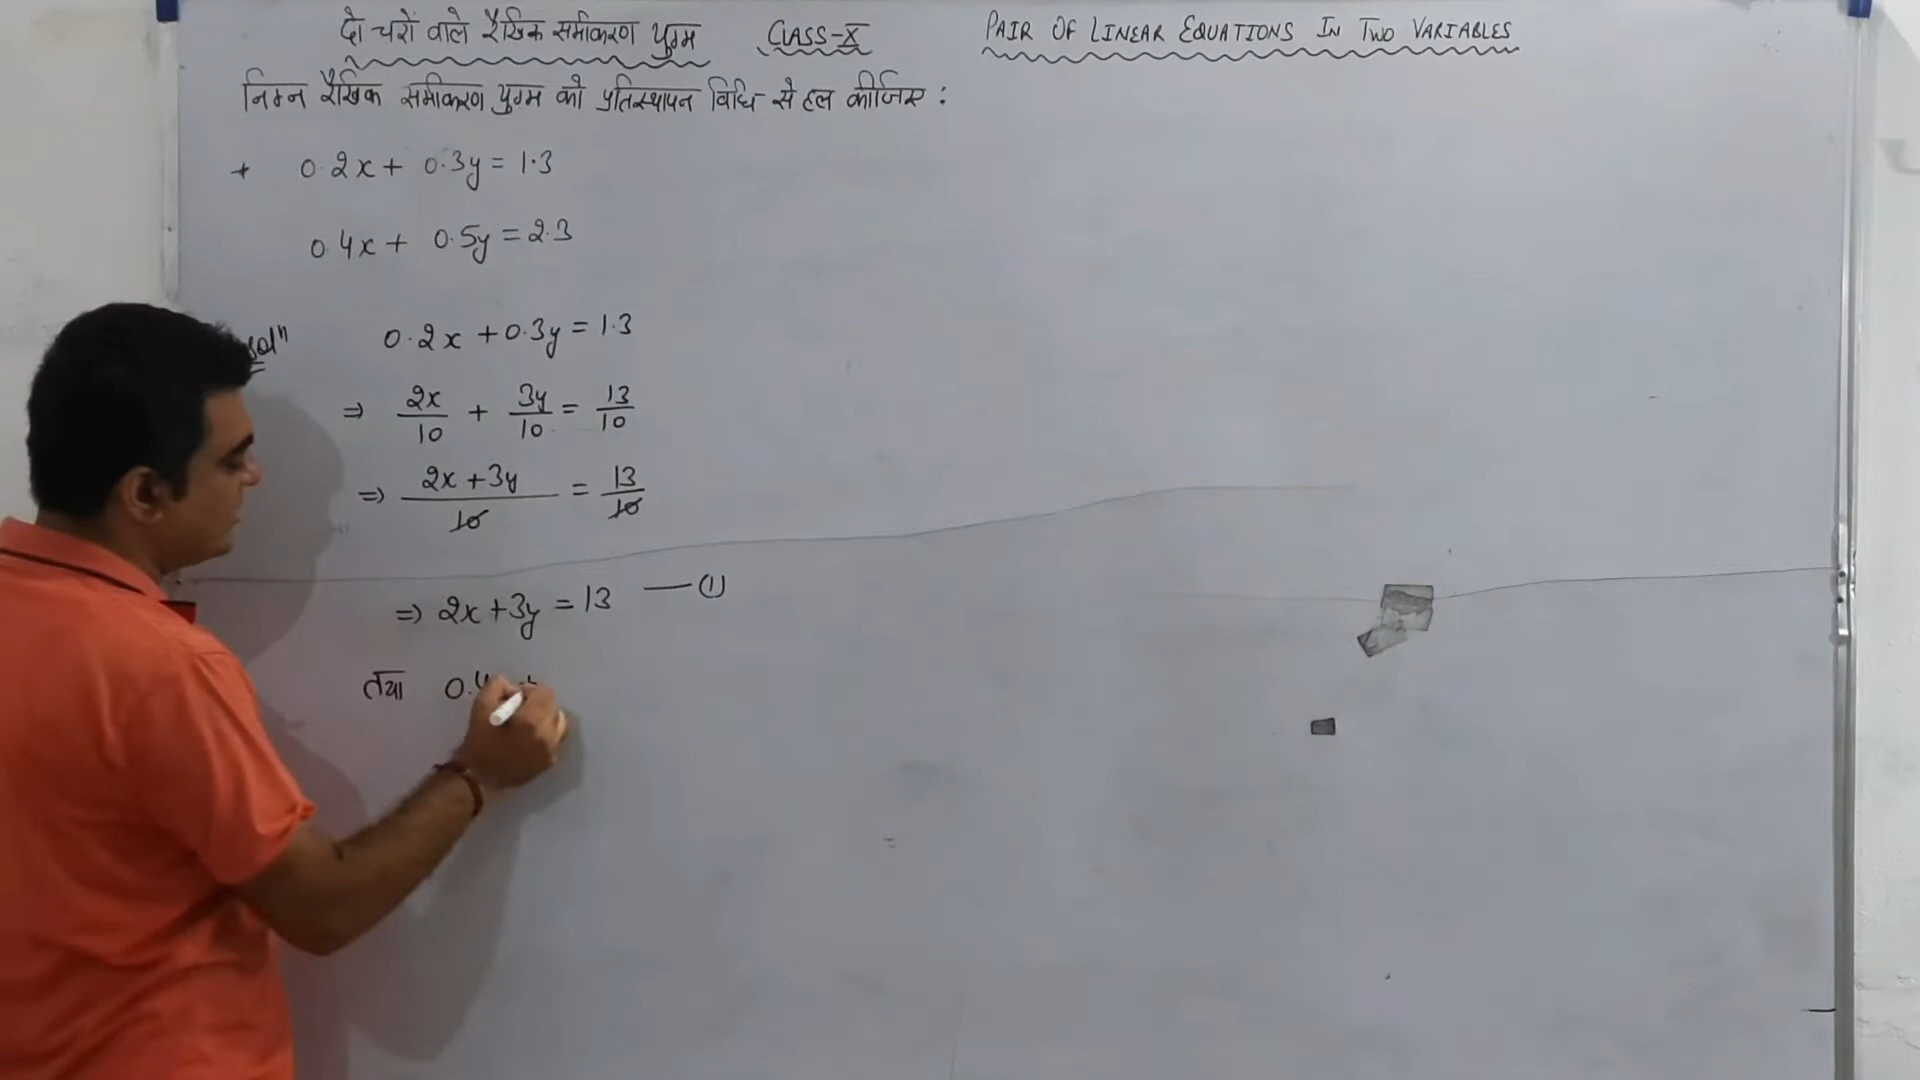 दो चरों वाले रैखिक समीकरण युग्म CLASS-X PAIR OF LINEAR EQUATIONS IN TWO VARIABLES
निम्न रैखिक समीकरण युग्म को प्रतिस्थापन विधि से हल कीजिए :
* 0.2x + 0.3y = 1.3
0.4x + 0.5y = 2.3
solⁿ 0.2x + 0.3y = 1.3
⇒ 2x/10 + 3y/10 = 13/10
⇒ 2x + 3y/10 = 13/10
⇒ 2x + 3y = 13 — ①
तथा 0.4